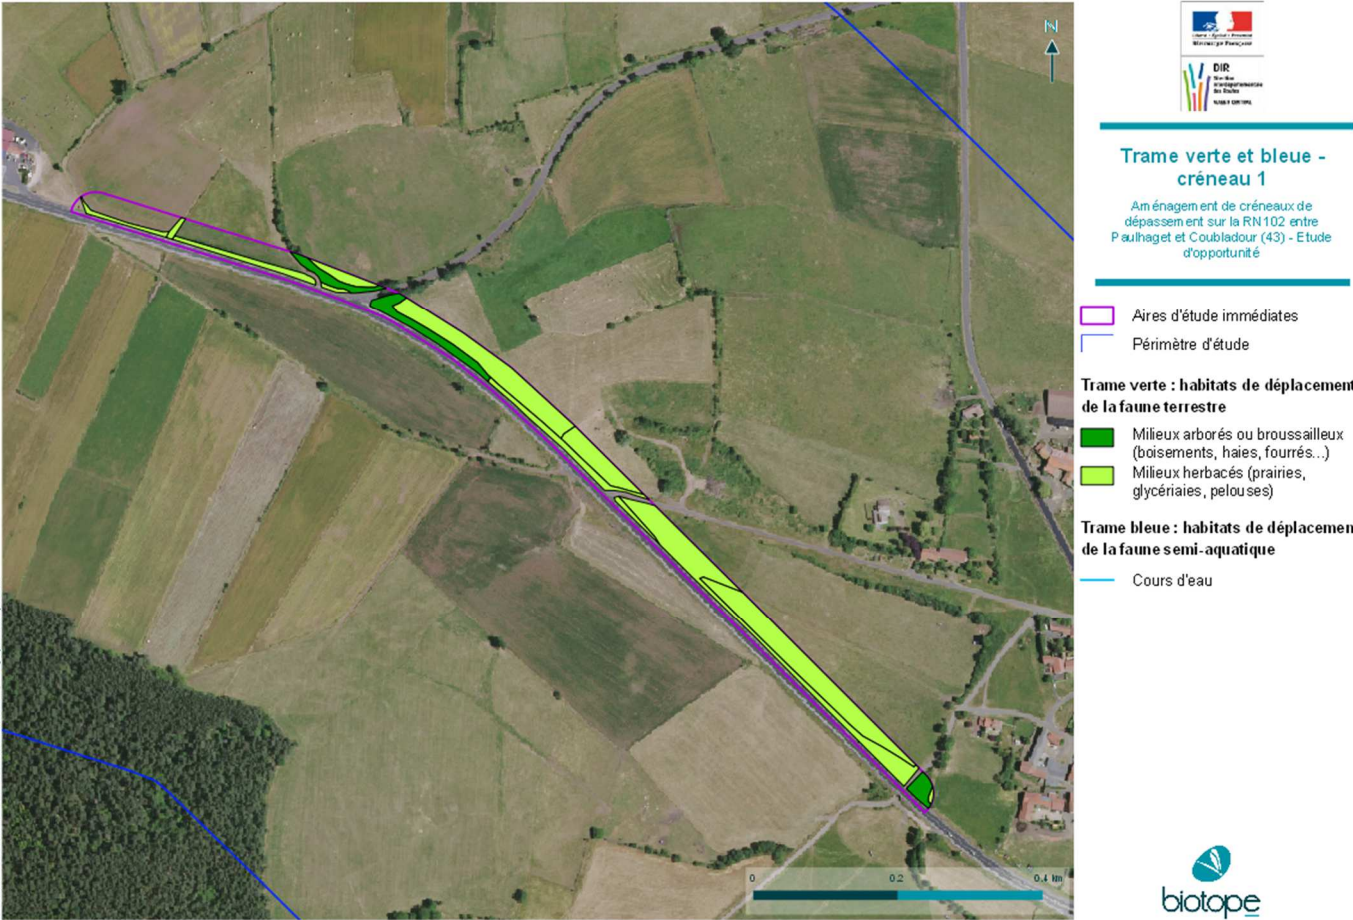 N
DIR
Trame verte et bleue -
créneau 1
Aménagement de créneaux de
dépassement sur la RN102 entre
Paulhaget et Coubladour (43) - Etude
d'opportunité
Aires d'étude immédiates
Périmètre d'étude
Trame verte : habitats de déplacement
de la faune terrestre
Milieux arborés ou broussailleux
(boisements, haies, fourrés...)
Milieux herbacés (prairies,
glycériaies, pelouses)
Trame bleue : habitats de déplacemen
de la faune semi-aquatique
Cours d'eau
0 0.2 0.4 km
biotope